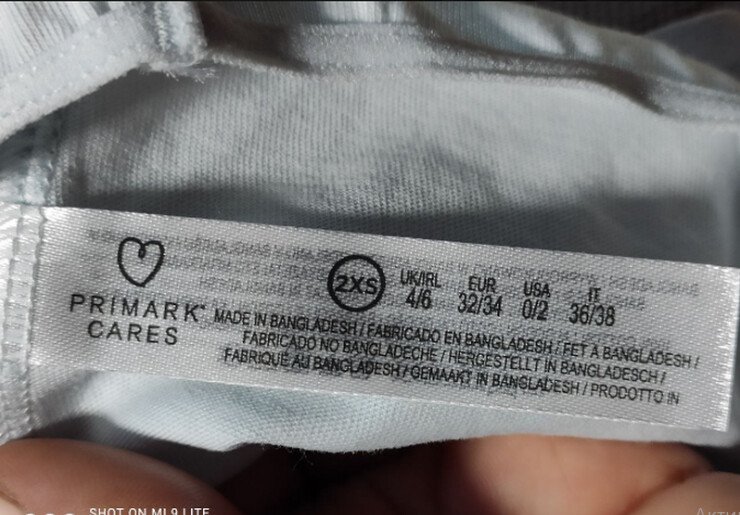 PRIMARK
CARES
2XS
UK/IRL EUR USA IT
4/6 32/34 0/2 36/38
MADE IN BANGLADESH / FABRICADO EN BANGLADESH / FET A BANGLADESH /
FABRICADO NO BANGLADECHE / HERGESTELLT IN BANGLADESCH /
FABRIQUÉ AU BANGLADESH / GEMAAKT IN BANGLADESH / PRODOTTO IN
SHOT ON MI 9 LITE